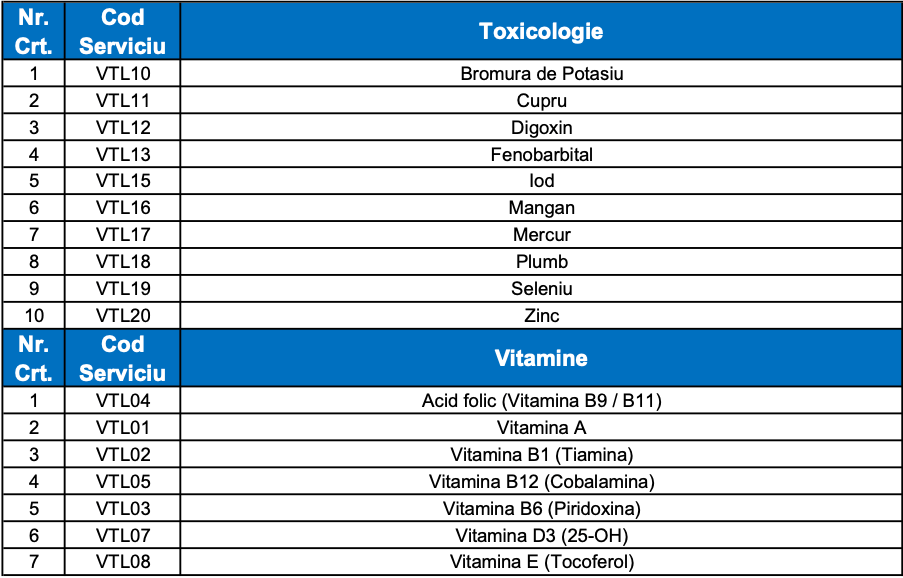 Nr. Crt. Cod Serviciu Toxicologie
1 VTL10 Bromura de Potasiu
2 VTL11 Cupru
3 VTL12 Digoxin
4 VTL13 Fenobarbital
5 VTL15 Iod
6 VTL16 Mangan
7 VTL17 Mercur
8 VTL18 Plumb
9 VTL19 Seleniu
10 VTL20 Zinc
Nr. Crt. Cod Serviciu Vitamine
1 VTL04 Acid folic (Vitamina B9 / B11)
2 VTL01 Vitamina A
3 VTL02 Vitamina B1 (Tiamina)
4 VTL05 Vitamina B12 (Cobalamina)
5 VTL03 Vitamina B6 (Piridoxina)
6 VTL07 Vitamina D3 (25-OH)
7 VTL08 Vitamina E (Tocoferol)